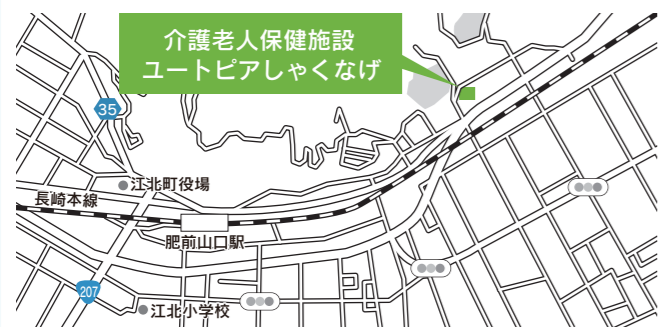 介護老人保健施設
ユートピアしゃくなげ
35
江北町役場
長崎本線
肥前山口駅
207
江北小学校